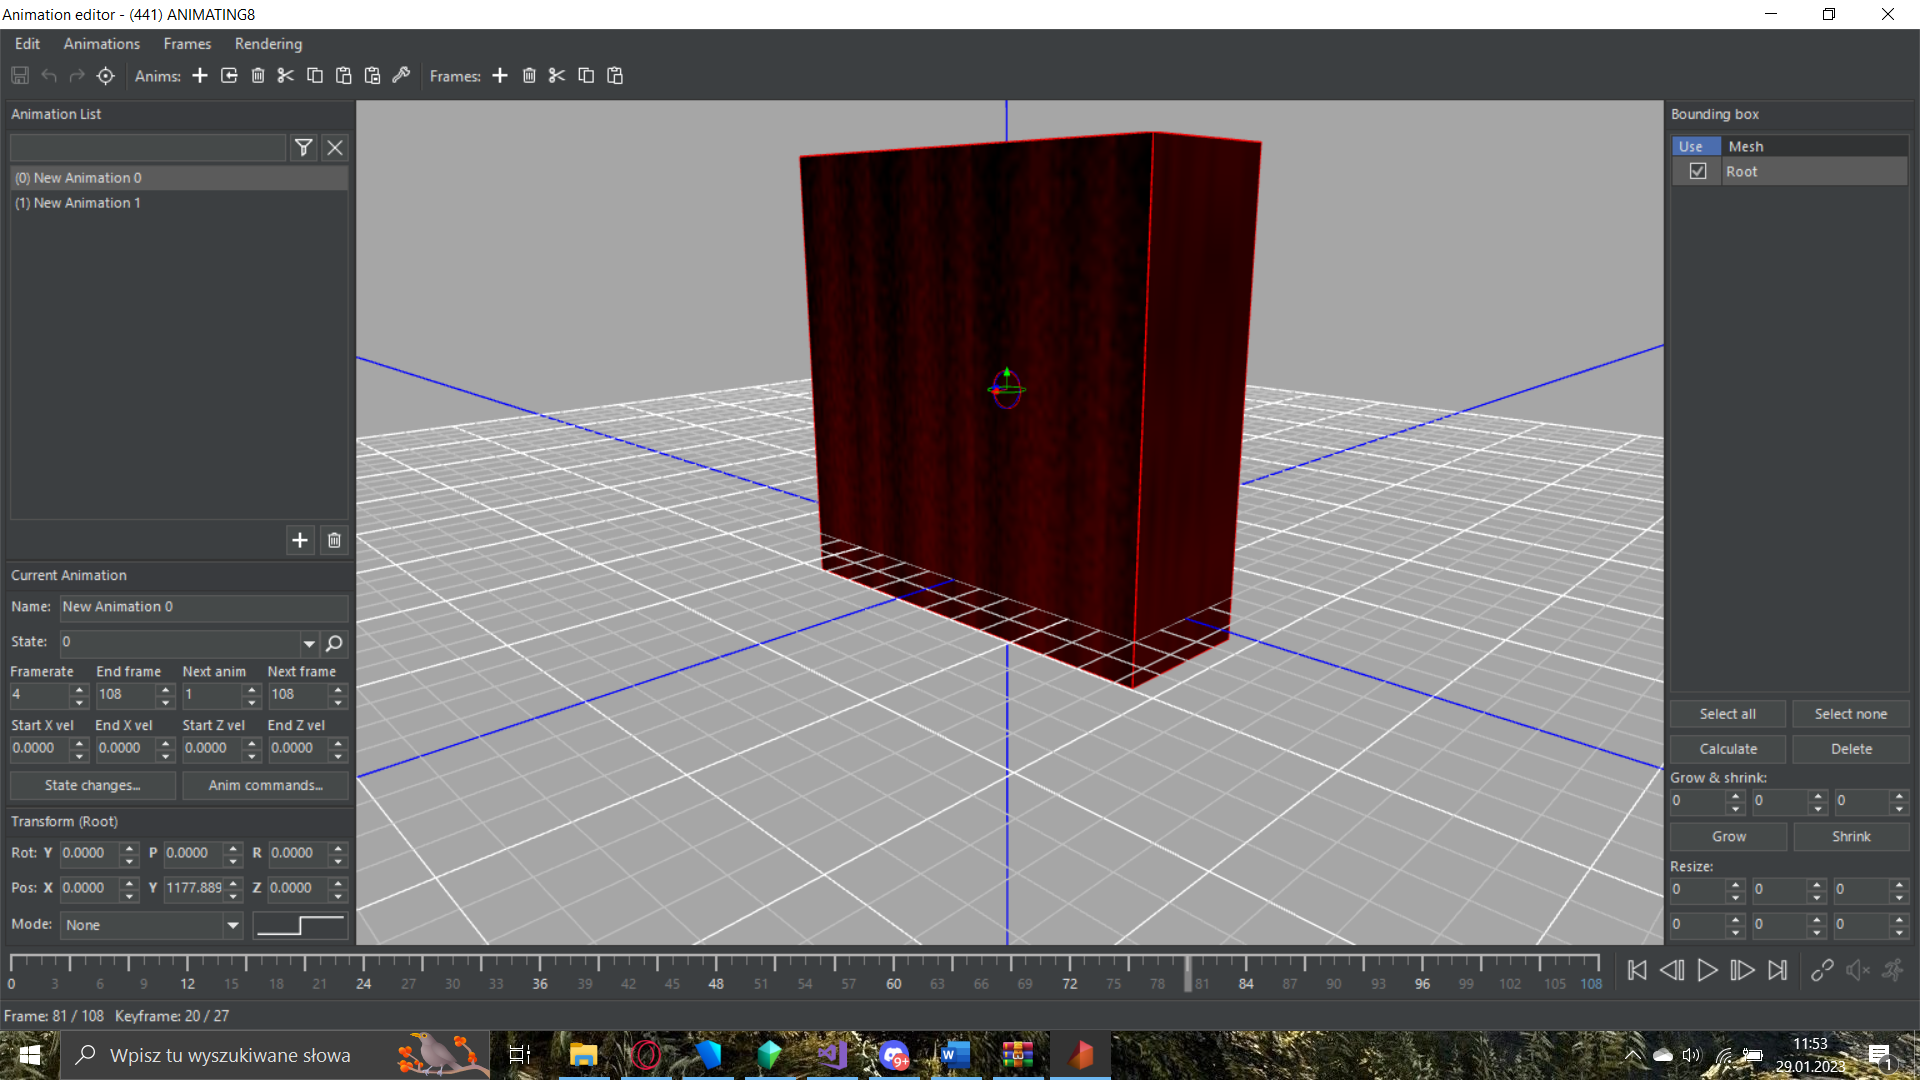 Animation editor - (441) ANIMATING8
Edit Animations Frames Rendering
Anims: Frames:
Animation List
(0) New Animation 0
(1) New Animation 1
Current Animation
Name: New Animation 0
State: 0
Framerate End frame Next anim Next frame
4 108 1 108
Start X vel End X vel Start Z vel End Z vel
0.0000 0.0000 0.0000 0.0000
State changes... Anim commands...
Transform (Root)
Rot: Y 0.0000 P 0.0000 R 0.0000
Pos: X 0.0000 Y 1177.889 Z 0.0000
Mode: None
Bounding box
Use Mesh
Root
Select all Select none
Calculate Delete
Grow & shrink:
0 0 0
Grow Shrink
Resize:
0 0 0
0 0 0
0 3 6 9 12 15 18 21 24 27 30 33 36 39 42 45 48 51 54 57 60 63 66 69 72 75 78 81 84 87 90 93 96 99 102 105 108
Frame: 81 / 108 Keyframe: 20 / 27
Wpisz tu wyszukiwane słowa
9+
W
11:53
29.01.2023
1